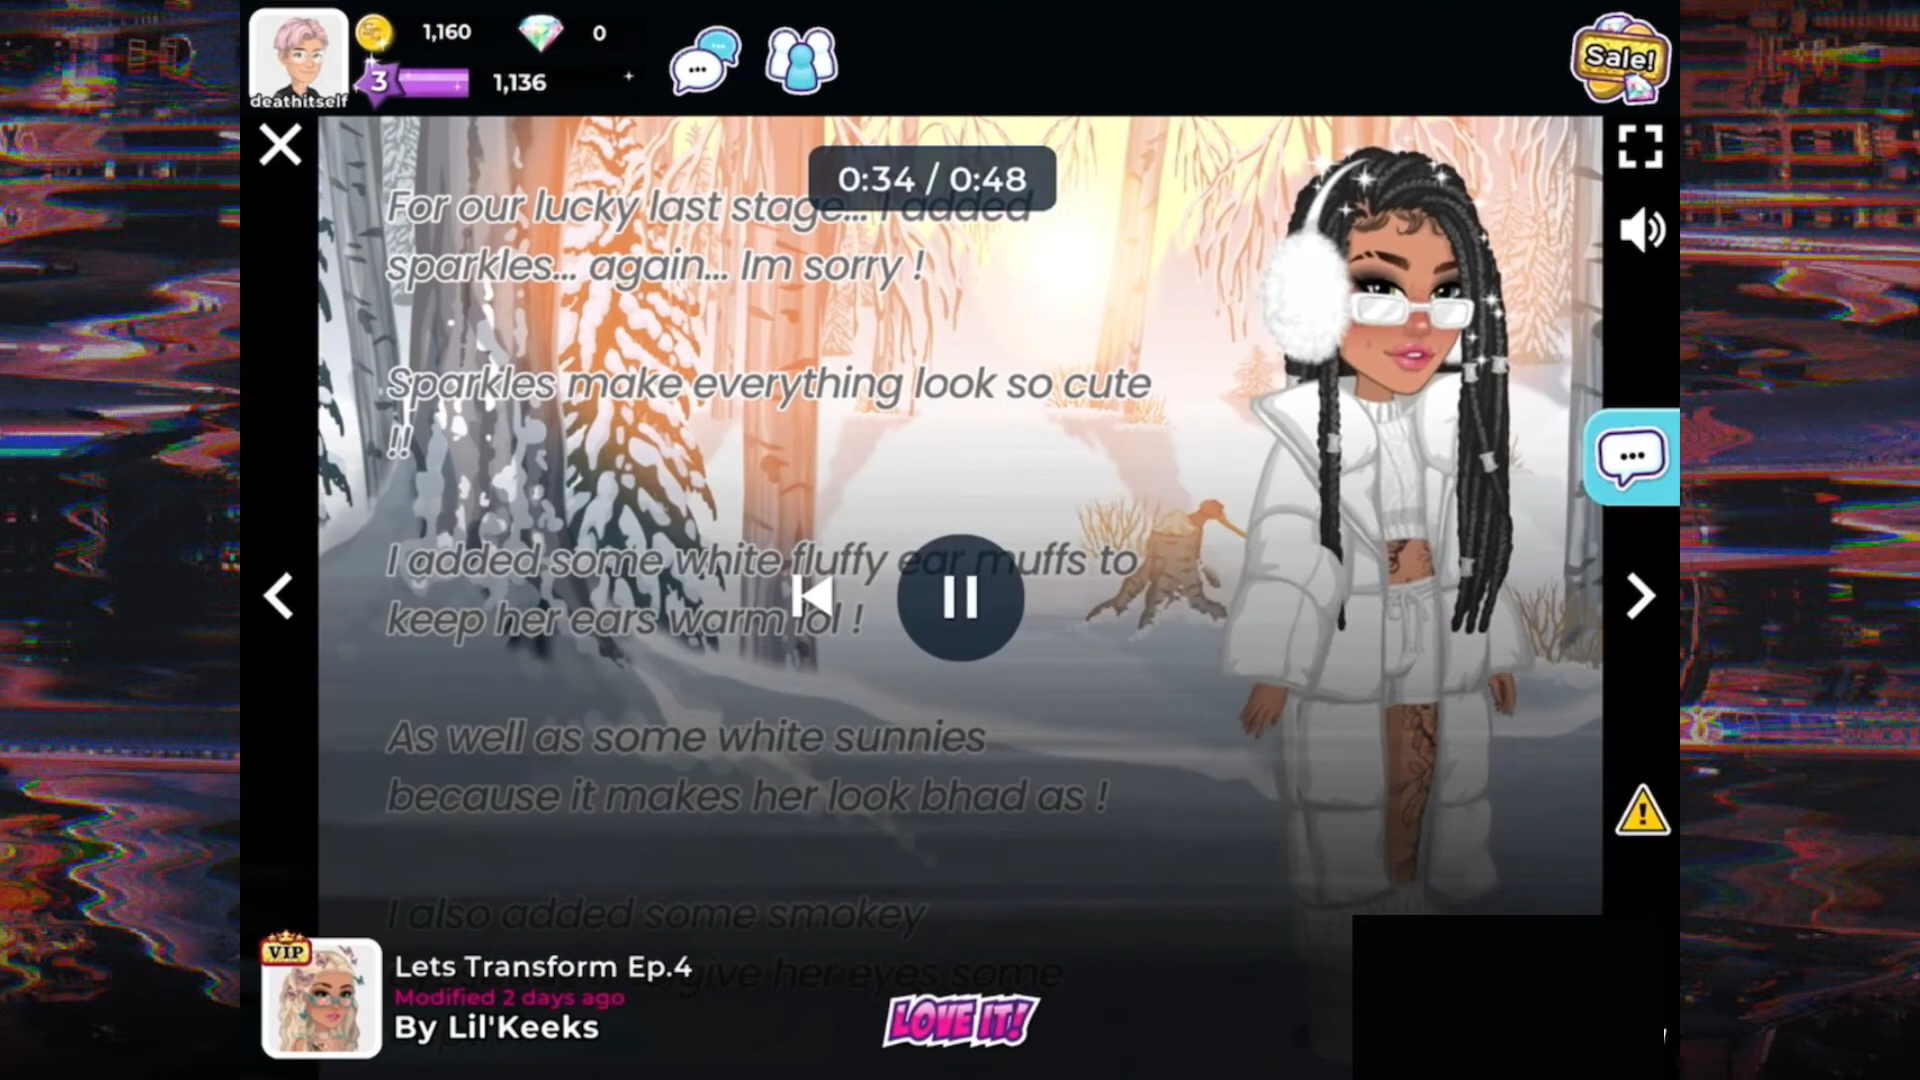 1,160
0
3
1,136
deathitself
Sale!
0:34 / 0:48
For our lucky last stage... I added
sparkles... again... Im sorry !
Sparkles make everything look so cute
!!
I added some white fluffy ear muffs to
keep her ears warm lol !
As well as some white sunnies
because it makes her look bhad as !
I also added some smokey
give her eyes some
VIP
Lets Transform Ep.4
Modified 2 days ago
By Lil'Keeks
LOVE IT!